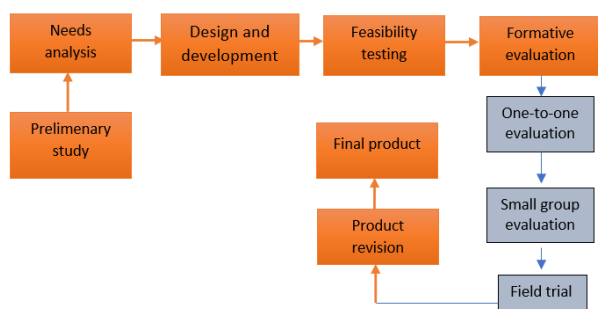 Needs
analysis
Design and
development
Feasibility
testing
Formative
evaluation
Prelimenary
study
One-to-one
evaluation
Final product
Small group
evaluation
Product
revision
Field trial